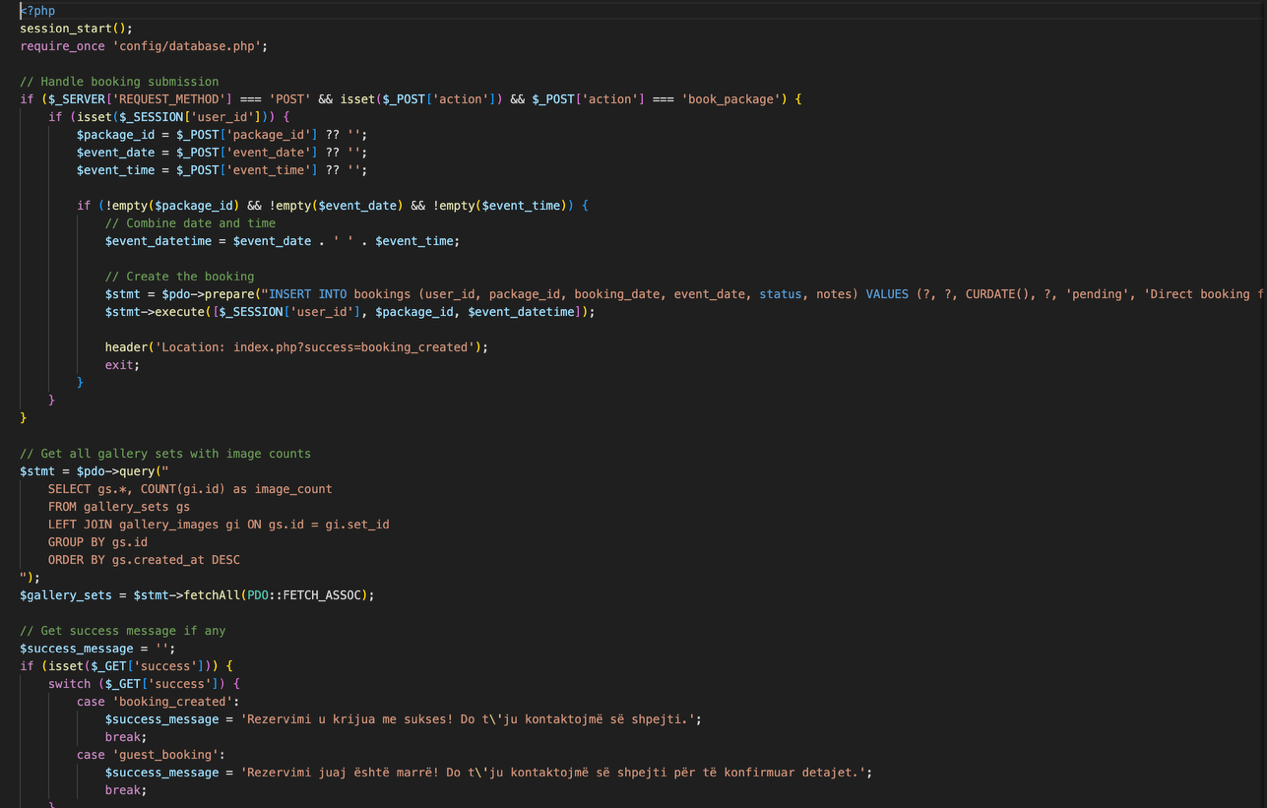 <?php
session_start();
require_once 'config/database.php';

// Handle booking submission
if ($_SERVER['REQUEST_METHOD'] === 'POST' && isset($_POST['action']) && $_POST['action'] === 'book_package') {
    if (isset($_SESSION['user_id'])) {
        $package_id = $_POST['package_id'] ?? '';
        $event_date = $_POST['event_date'] ?? '';
        $event_time = $_POST['event_time'] ?? '';

        if (!empty($package_id) && !empty($event_date) && !empty($event_time)) {
            // Combine date and time
            $event_datetime = $event_date . ' ' . $event_time;

            // Create the booking
            $stmt = $pdo->prepare("INSERT INTO bookings (user_id, package_id, booking_date, event_date, status, notes) VALUES (?, ?, CURDATE(), ?, 'pending', 'Direct booking f
            $stmt->execute([$_SESSION['user_id'], $package_id, $event_datetime]);

            header('Location: index.php?success=booking_created');
            exit;
        }
    }
}

// Get all gallery sets with image counts
$stmt = $pdo->query("
    SELECT gs.*, COUNT(gi.id) as image_count
    FROM gallery_sets gs
    LEFT JOIN gallery_images gi ON gs.id = gi.set_id
    GROUP BY gs.id
    ORDER BY gs.created_at DESC
");
$gallery_sets = $stmt->fetchAll(PDO::FETCH_ASSOC);

// Get success message if any
$success_message = '';
if (isset($_GET['success'])) {
    switch ($_GET['success']) {
        case 'booking_created':
            $success_message = 'Rezervimi u krijua me sukses! Do t\'ju kontaktojmë së shpejti.';
            break;
        case 'guest_booking':
            $success_message = 'Rezervimi juaj është marrë! Do t\'ju kontaktojmë së shpejti për të konfirmuar detajet.';
            break;
    }